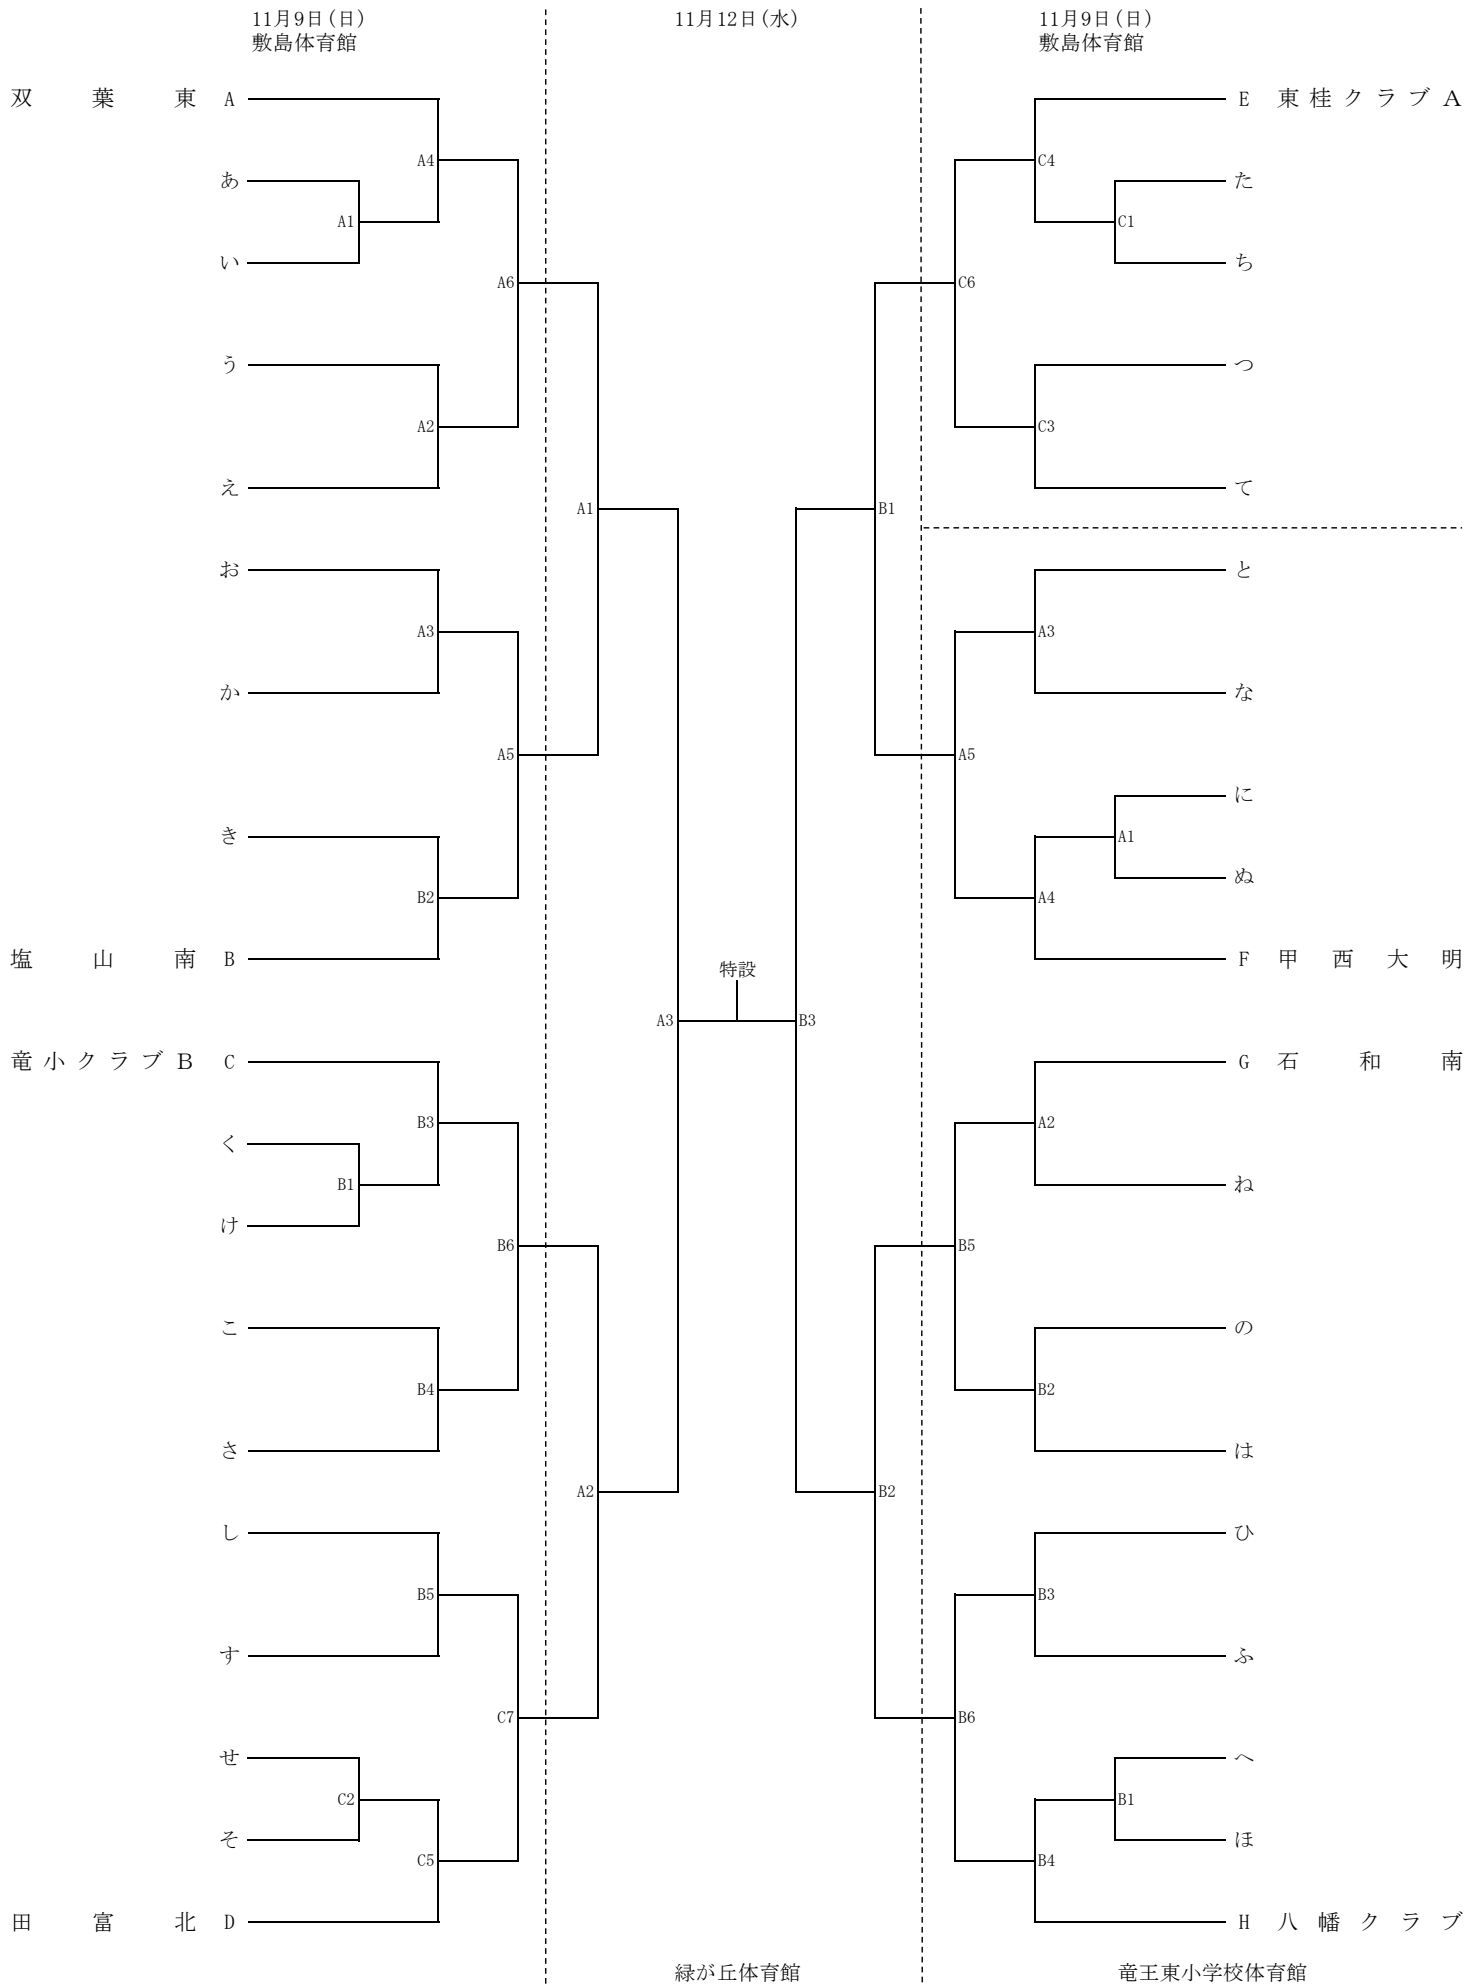 11月9日(日) 11月12日(水) 11月9日(日)
敷島体育館 敷島体育館
双葉東 A E 東桂クラブA
A4 C4
あ た
A1 C1
い ち
A6 C6
う つ
A2 C3
え て
A1 B1
お と
A3 A3
か な
A5 A5
に
き A1
ぬ
B2 A4
塩山南 B F 甲西大明
特設
A3 B3
竜小クラブB C G 石和南
B3 A2
く
B1 ね
け
B6 B5
こ の
B4 B2
さ は
A2 B2
し ひ
B5 B3
す ふ
C7 B6
せ へ
C2 B1
そ ほ
C5 B4
田富北 D H 八幡クラブ
緑が丘体育館 竜王東小学校体育館